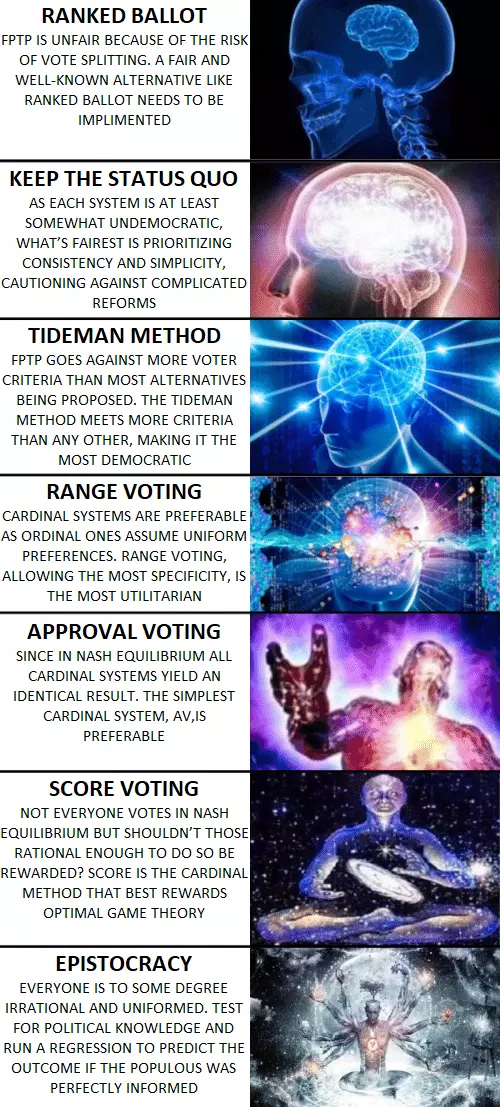 RANKED BALLOT
FPTP IS UNFAIR BECAUSE OF THE RISK
OF VOTE SPLITTING. A FAIR AND
WELL-KNOWN ALTERNATIVE LIKE
RANKED BALLOT NEEDS TO BE
IMPLIMENTED
KEEP THE STATUS QUO
AS EACH SYSTEM IS AT LEAST
SOMEWHAT UNDEMOCRATIC,
WHAT'S FAIREST IS PRIORITIZING
CONSISTENCY AND SIMPLICITY,
CAUTIONING AGAINST COMPLICATED
REFORMS
TIDEMAN METHOD
FPTP GOES AGAINST MORE VOTER
CRITERIA THAN MOST ALTERNATIVES
BEING PROPOSED. THE TIDEMAN
METHOD MEETS MORE CRITERIA
THAN ANY OTHER, MAKING IT THE
MOST DEMOCRATIC
RANGE VOTING
CARDINAL SYSTEMS ARE PREFERABLE
AS ORDINAL ONES ASSUME UNIFORM
PREFERENCES. RANGE VOTING,
ALLOWING THE MOST SPECIFICITY, IS
THE MOST UTILITARIAN
APPROVAL VOTING
SINCE IN NASH EQUILIBRIUM ALL
CARDINAL SYSTEMS YIELD AN
IDENTICAL RESULT. THE SIMPLEST
CARDINAL SYSTEM, AV,IS
PREFERABLE
SCORE VOTING
NOT EVERYONE VOTES IN NASH
EQUILIBRIUM BUT SHOULDN'T THOSE
RATIONAL ENOUGH TO DO SO BE
REWARDED? SCORE IS THE CARDINAL
METHOD THAT BEST REWARDS
OPTIMAL GAME THEORY
EPISTOCRACY
EVERYONE IS TO SOME DEGREE
IRRATIONAL AND UNIFORMED. TEST
FOR POLITICAL KNOWLEDGE AND
RUN A REGRESSION TO PREDICT THE
OUTCOME IF THE POPULOUS WAS
PERFECTLY INFORMED